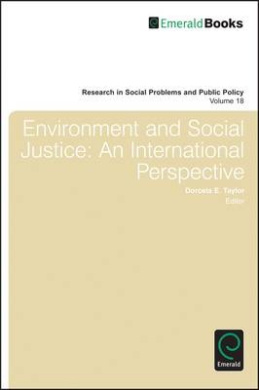 EmeraldBooks
Research in Social Problems and Public Policy
Volume 18
Environment and Social
Justice: An International
Perspective
Dorceta E. Taylor
Editor
Emerald